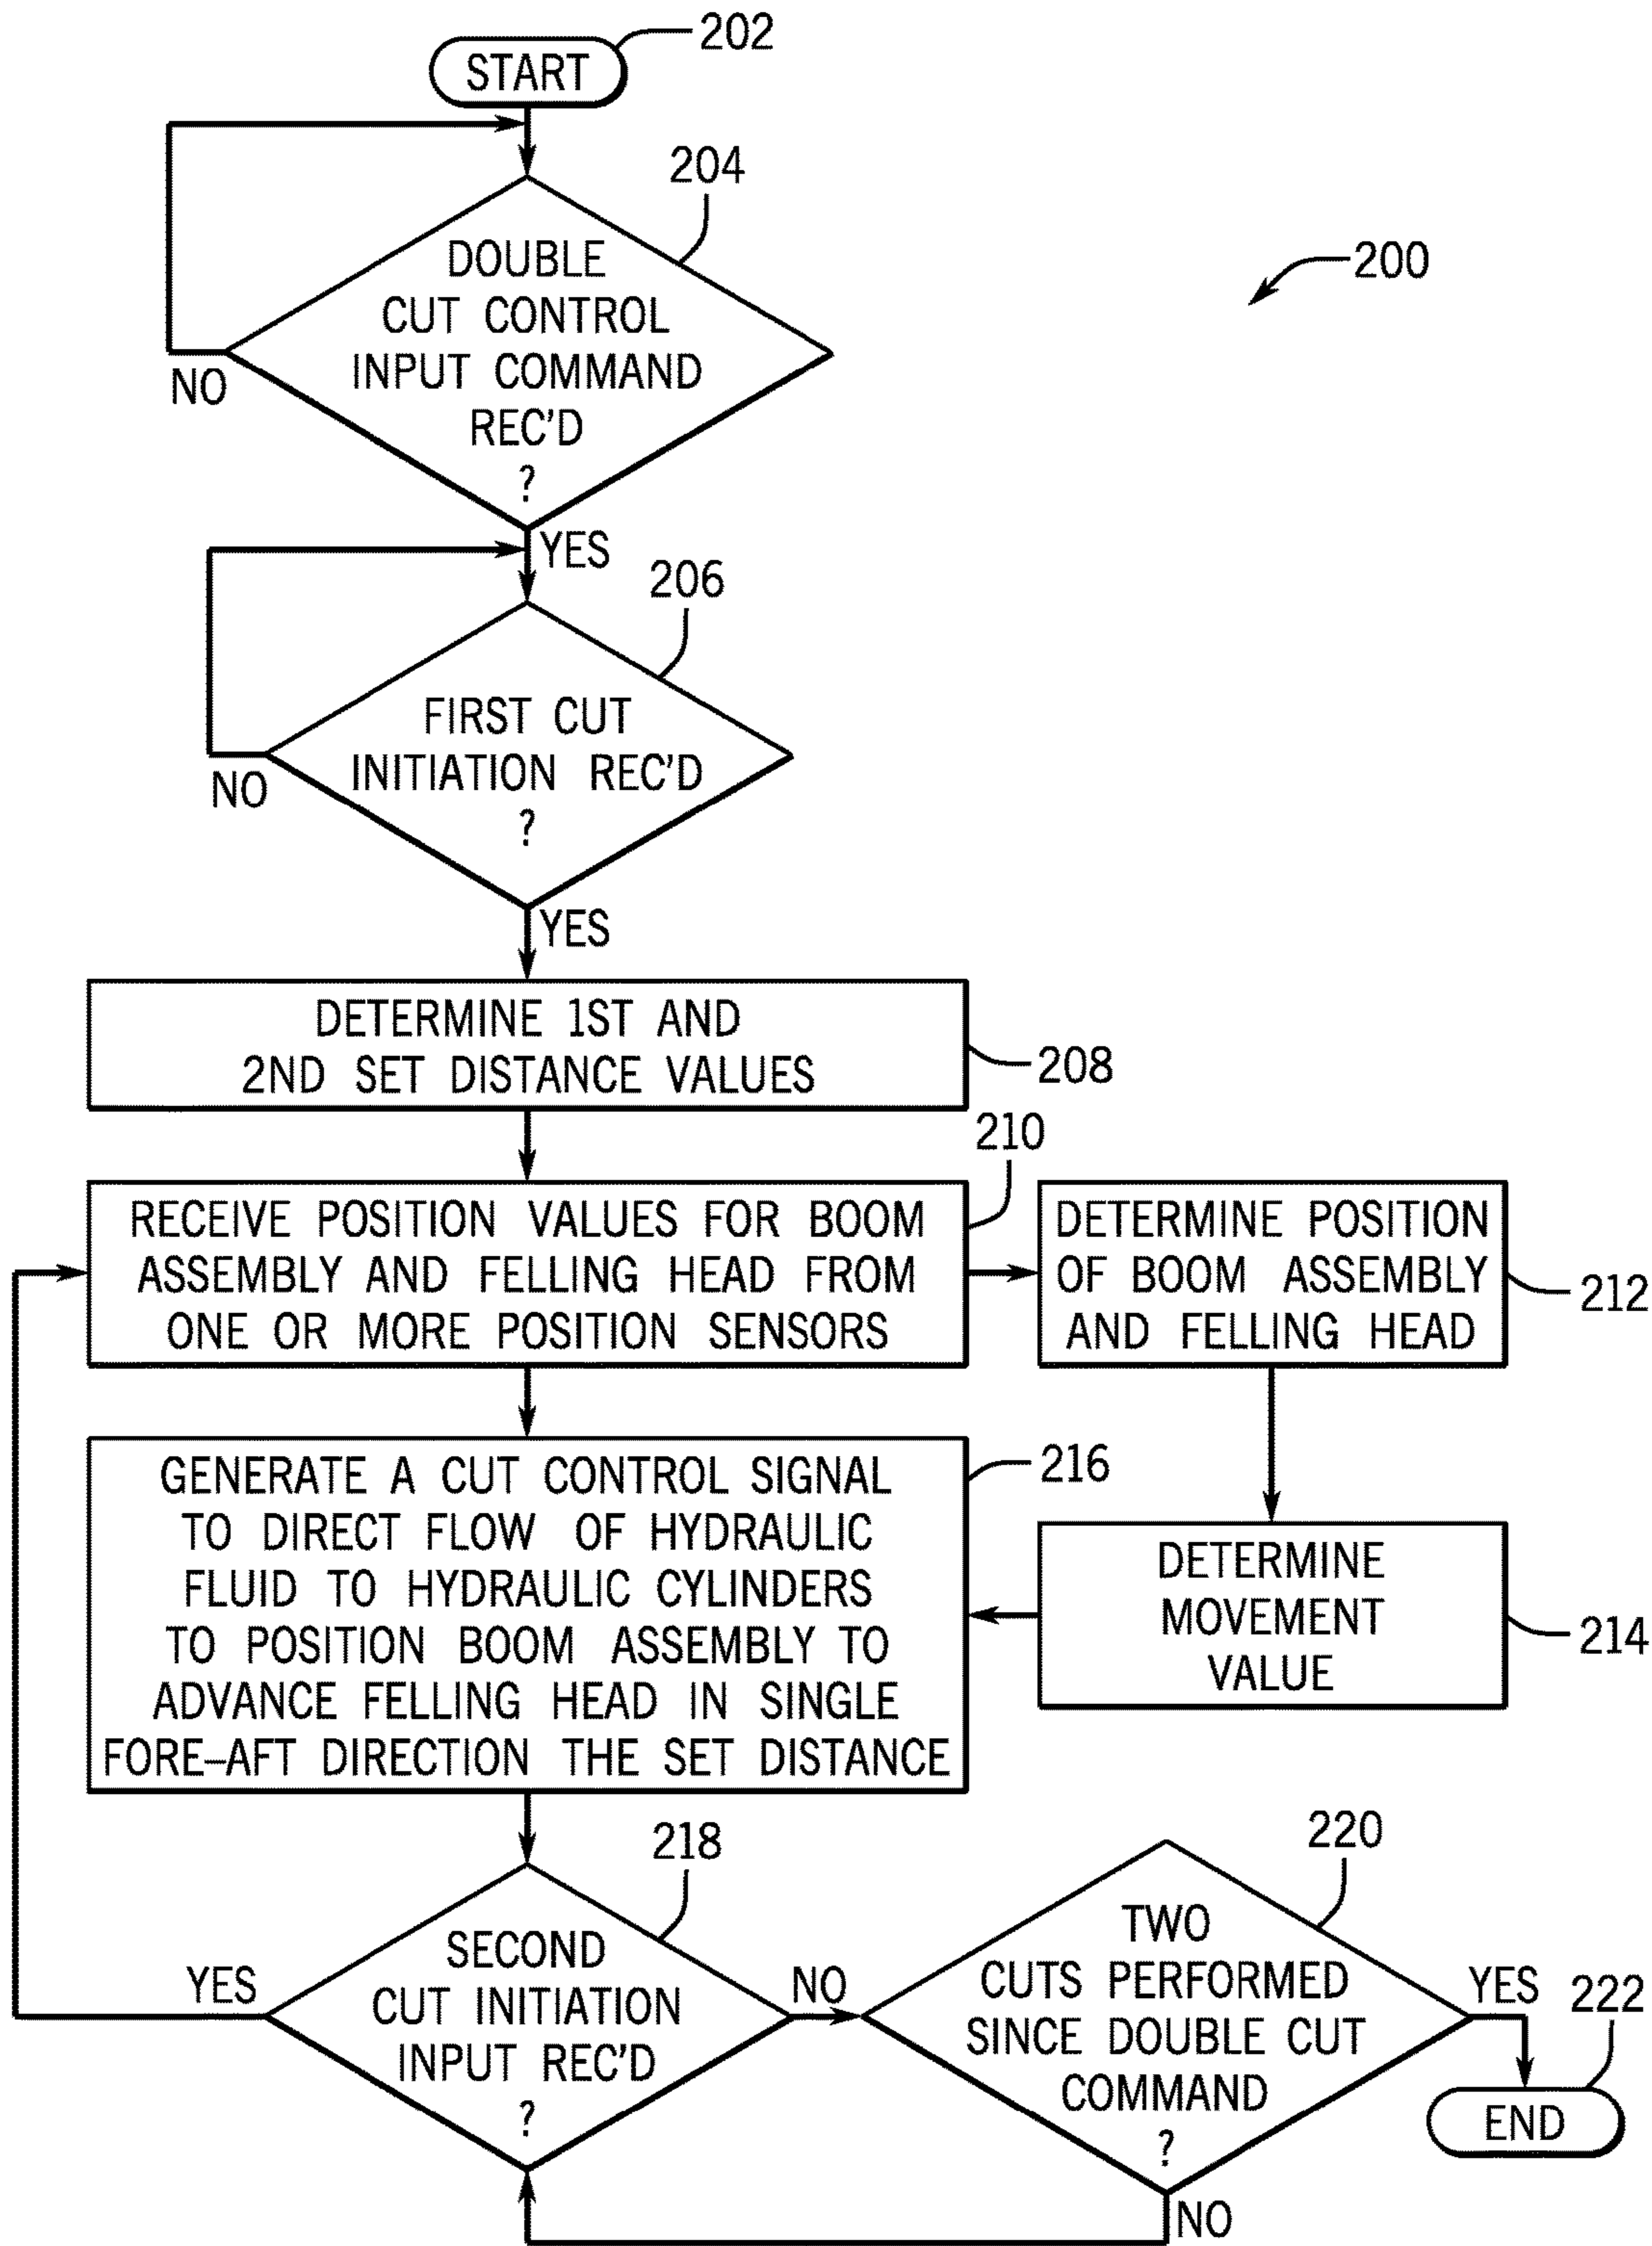 202
START
204
200
DOUBLE
CUT CONTROL
INPUT COMMAND
REC'D
?
NO
YES
206
FIRST CUT
INITIATION REC'D
?
NO
YES
DETERMINE 1ST AND
2ND SET DISTANCE VALUES
208
210
RECEIVE POSITION VALUES FOR BOOM
ASSEMBLY AND FELLING HEAD FROM
ONE OR MORE POSITION SENSORS
DETERMINE POSITION
OF BOOM ASSEMBLY
AND FELLING HEAD
212
GENERATE A CUT CONTROL SIGNAL
TO DIRECT FLOW OF HYDRAULIC
FLUID TO HYDRAULIC CYLINDERS
TO POSITION BOOM ASSEMBLY TO
ADVANCE FELLING HEAD IN SINGLE
FORE–AFT DIRECTION THE SET DISTANCE
216
DETERMINE
MOVEMENT
VALUE
214
218
SECOND
CUT INITIATION
INPUT REC'D
?
YES
NO
220
TWO
CUTS PERFORMED
SINCE DOUBLE CUT
COMMAND
?
YES
222
END
NO